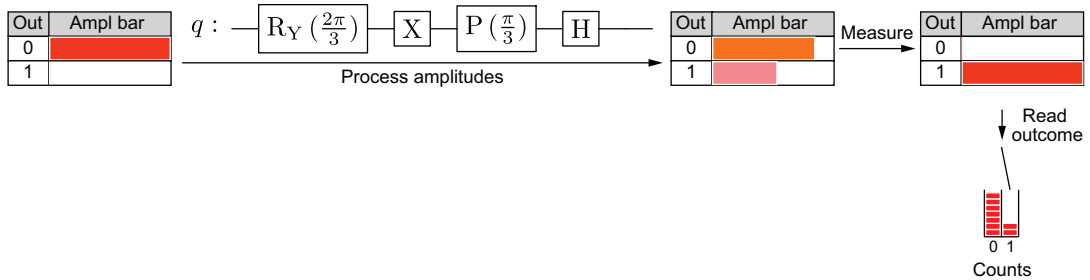 Out Ampl bar
0
1
q : R_Y (2π/3) X P (π/3) H
Process amplitudes
Out Ampl bar
0
1
Measure
Out Ampl bar
0
1
Read
outcome
0 1
Counts